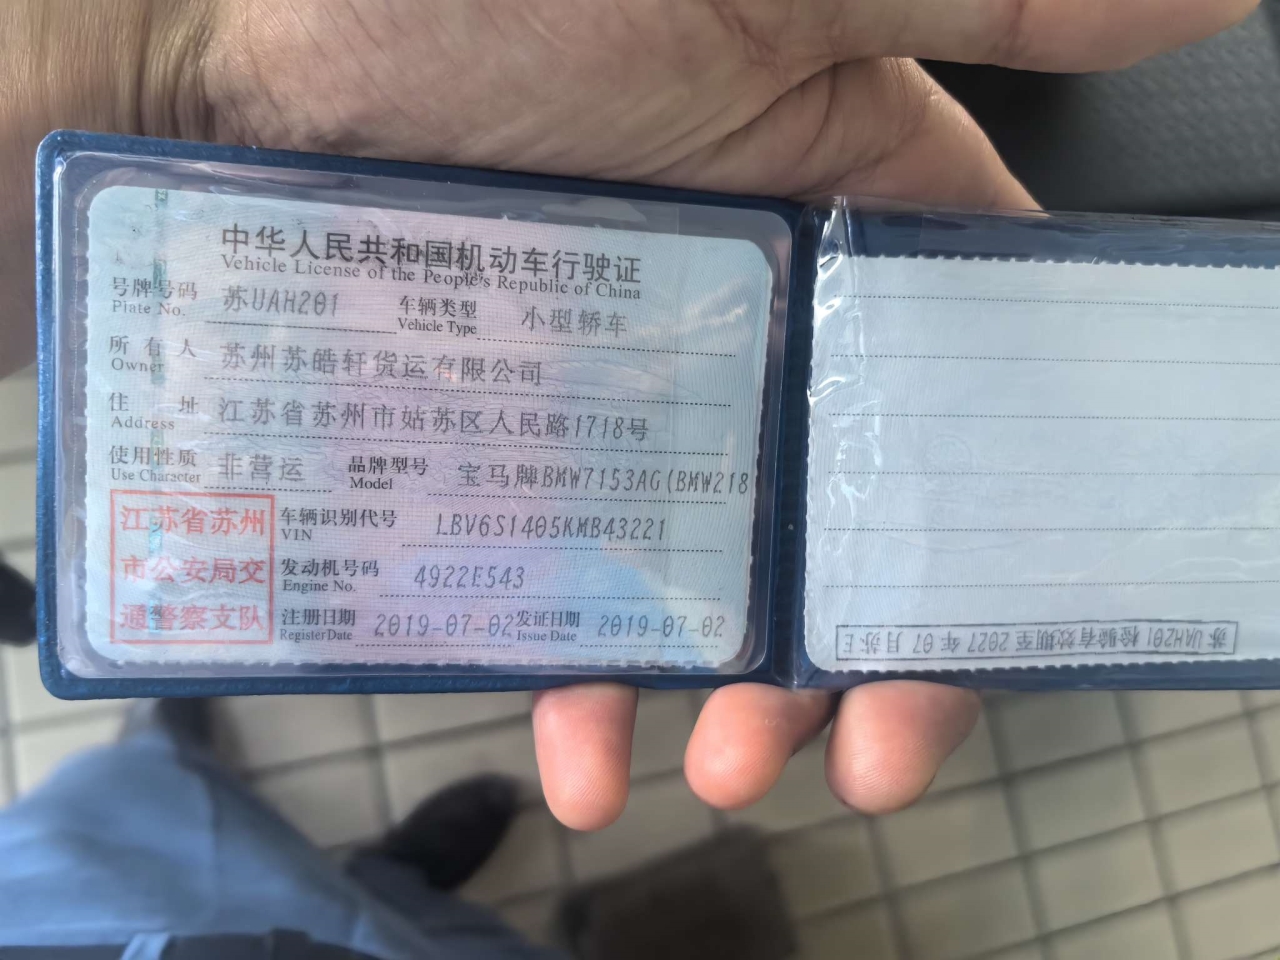 中华人民共和国机动车行驶证
Vehicle License of the People's Republic of China
号牌号码 苏UAH201 车辆类型 小型轿车
Plate No. Vehicle Type
所有人 苏州苏皓轩货运有限公司
Owner
住址 江苏省苏州市姑苏区人民路1718号
Address
使用性质 非营运 品牌型号 宝马牌BMW7153AG(BMW218
Use Character Model
江苏省苏州
市公安局交
通警察支队
车辆识别代号 LBV6S1405KMB43221
VIN
发动机号码 4922E543
Engine No.
注册日期 2019-07-02 发证日期 2019-07-02
Register Date Issue Date
苏UAH201 检验有效期至 2027 年 07 月苏E